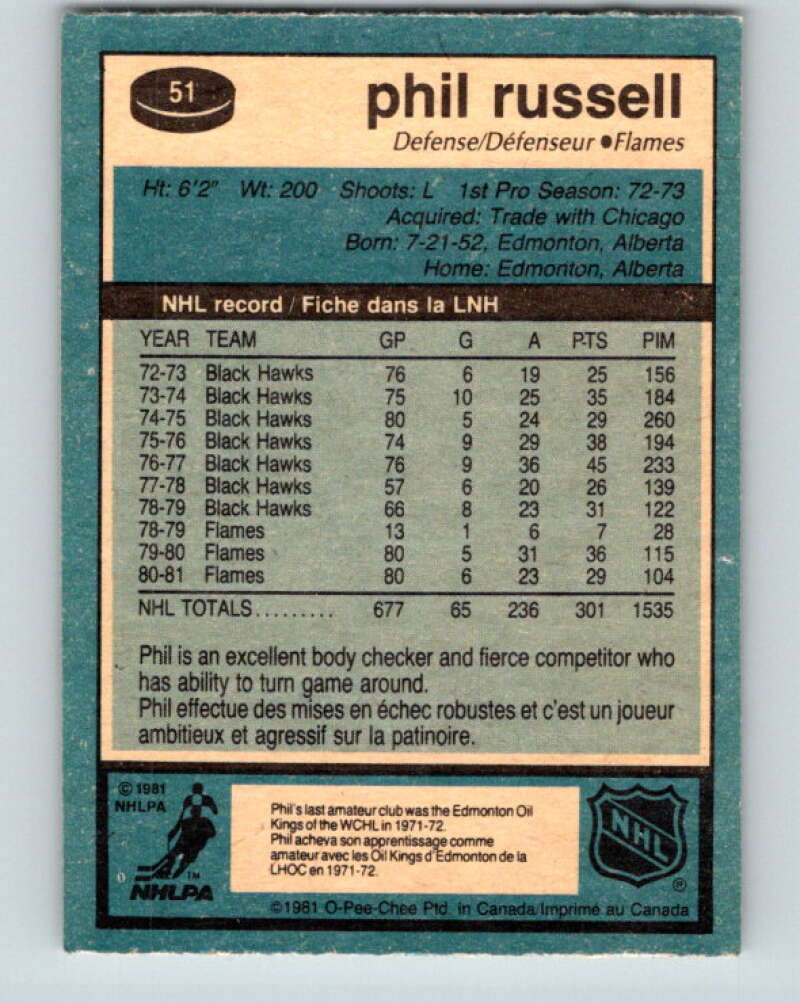 51
phil russell
Defense/Défenseur ●Flames
Ht: 6'2" Wt: 200 Shoots: L 1st Pro Season: 72-73
Acquired: Trade with Chicago
Born: 7-21-52, Edmonton, Alberta
Home: Edmonton, Alberta
NHL record / Fiche dans la LNH
YEAR TEAM GP G A PTS PIM
72-73 Black Hawks 76 6 19 25 156
73-74 Black Hawks 75 10 25 35 184
74-75 Black Hawks 80 5 24 29 260
75-76 Black Hawks 74 9 29 38 194
76-77 Black Hawks 76 9 36 45 233
77-78 Black Hawks 57 6 20 26 139
78-79 Black Hawks 66 8 23 31 122
78-79 Flames 13 1 6 7 28
79-80 Flames 80 5 31 36 115
80-81 Flames 80 6 23 29 104
NHL TOTALS......... 677 65 236 301 1535
Phil is an excellent body checker and fierce competitor who
has ability to turn game around.
Phil effectue des mises en échec robustes et c'est un joueur
ambitieux et agressif sur la patinoire.
© 1981
NHLPA
TM
NHLPA
Phil's last amateur club was the Edmonton Oil
Kings of the WCHL in 1971-72.
Phil acheva son apprentissage comme
amateur avec les Oil Kings d'Edmonton de la
LHOC en 1971-72.
NHL
®
©1981 O-Pee-Chee Ptd. in Canada/Imprimé au Canada